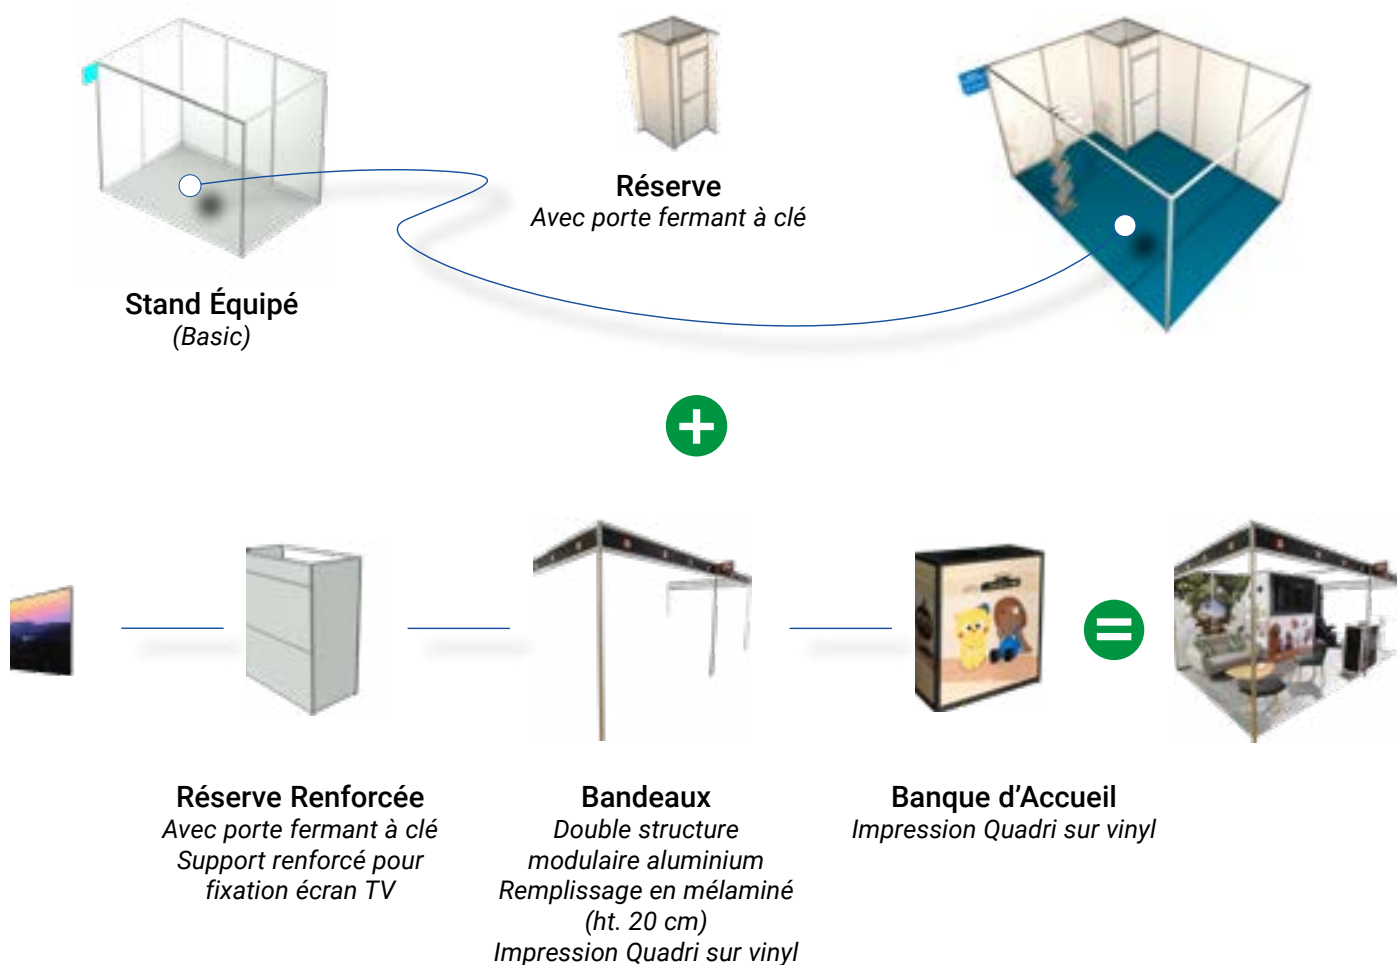 Réserve
Avec porte fermant à clé
Stand Équipé
(Basic)
Réserve Renforcée
Avec porte fermant à clé
Support renforcé pour
fixation écran TV
Bandeaux
Double structure
modulaire aluminium
Remplissage en mélaminé
(ht. 20 cm)
Impression Quadri sur vinyl
Banque d’Accueil
Impression Quadri sur vinyl